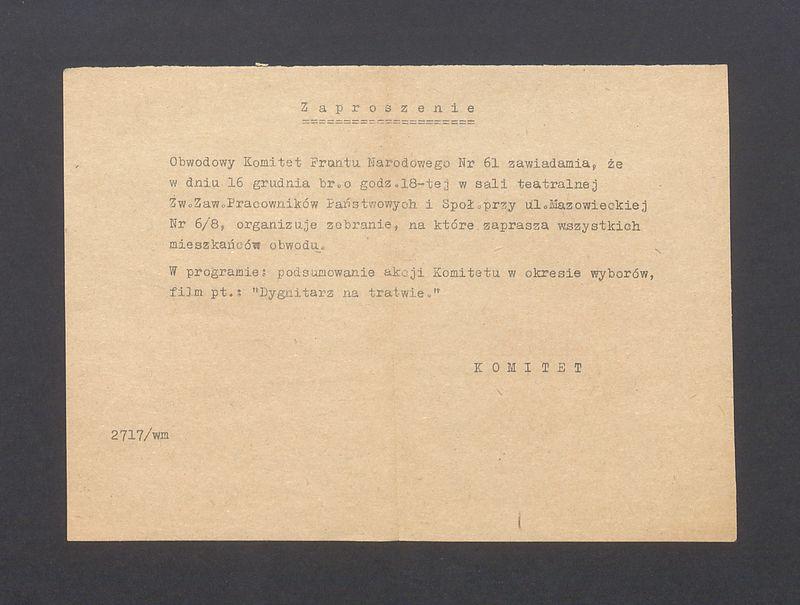 Zaproszenie
=====================
Obwodowy Komitet Frontu Narodowego Nr 61 zawiadamia, że
w dniu 16 grudnia br.o godz.18-tej w sali teatralnej
Zw.Zaw.Pracowników Państwowych i Społ.przy ul.Mazowieckiej
Nr 6/8, organizuje zebranie, na które zaprasza wszystkich
mieszkańców obwodu.
W programie: podsumowanie akcji Komitetu w okresie wyborów,
film pt.: "Dygnitarz na tratwie."
KOMITET
2717/wm